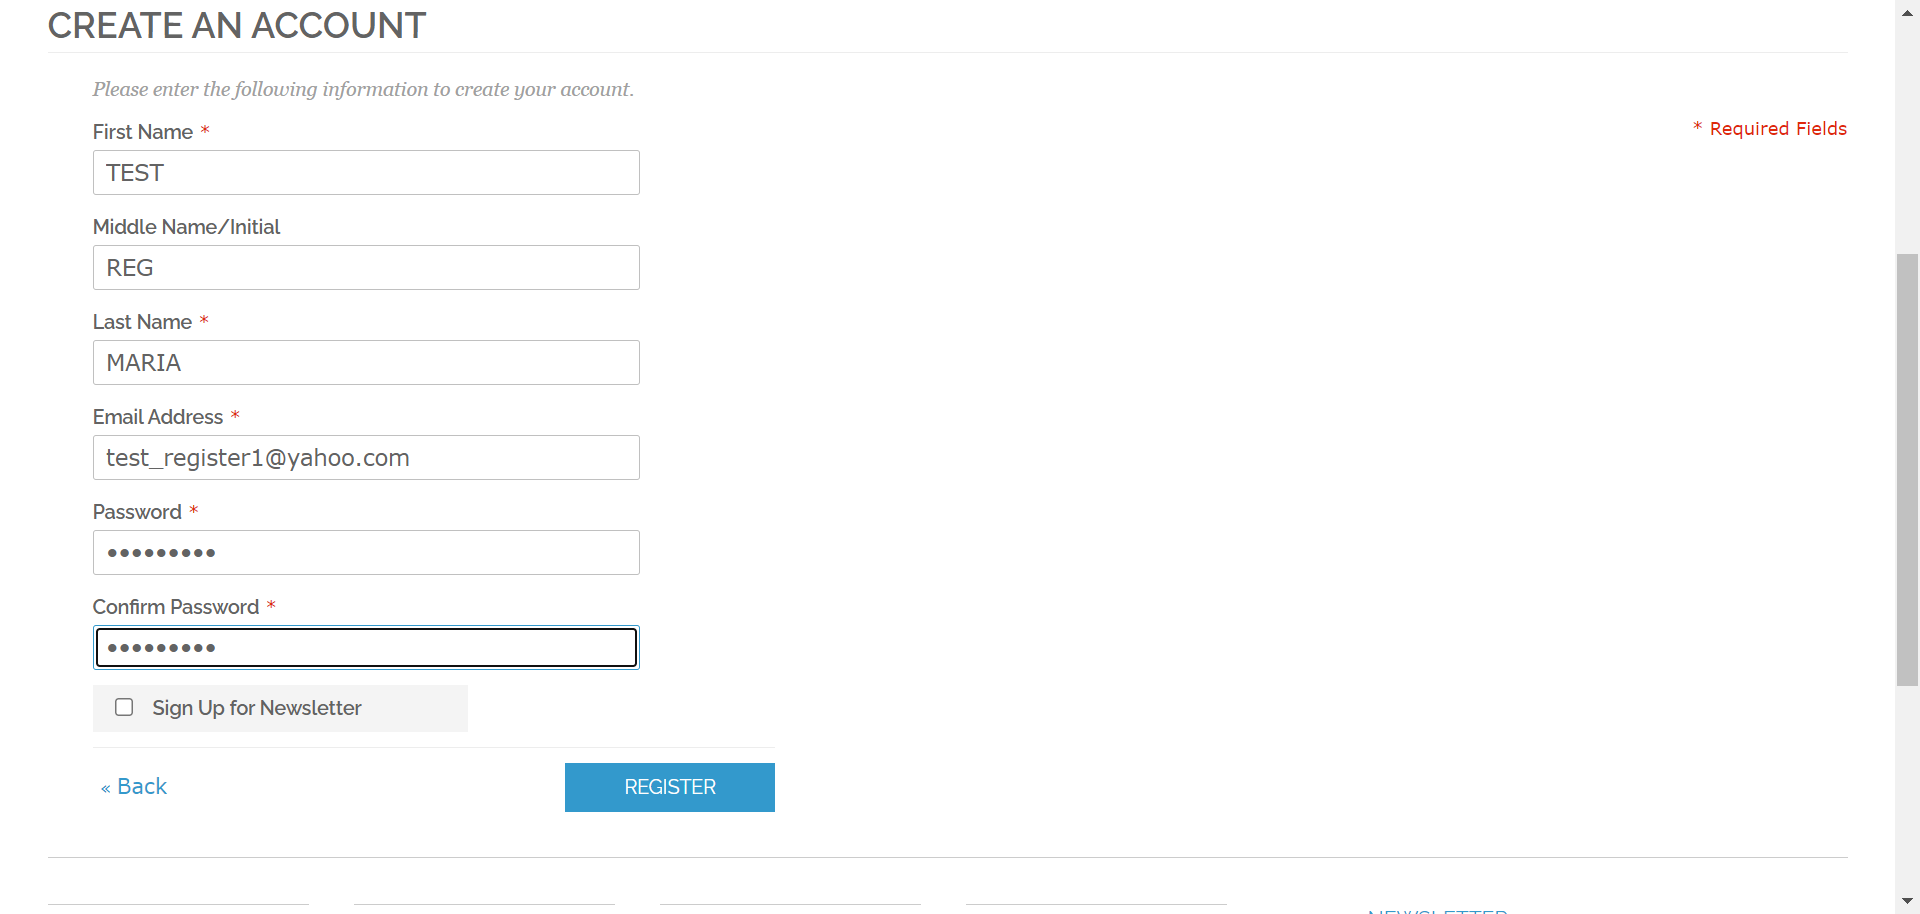 CREATE AN ACCOUNT
Please enter the following information to create your account.
* Required Fields
First Name *
TEST
Middle Name/Initial
REG
Last Name *
MARIA
Email Address *
test_register1@yahoo.com
Password *
•••••••••
Confirm Password *
•••••••••
Sign Up for Newsletter
« Back
REGISTER
NEWSLETTER